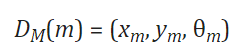 D_M(m) = (x_m, y_m, θ_m)